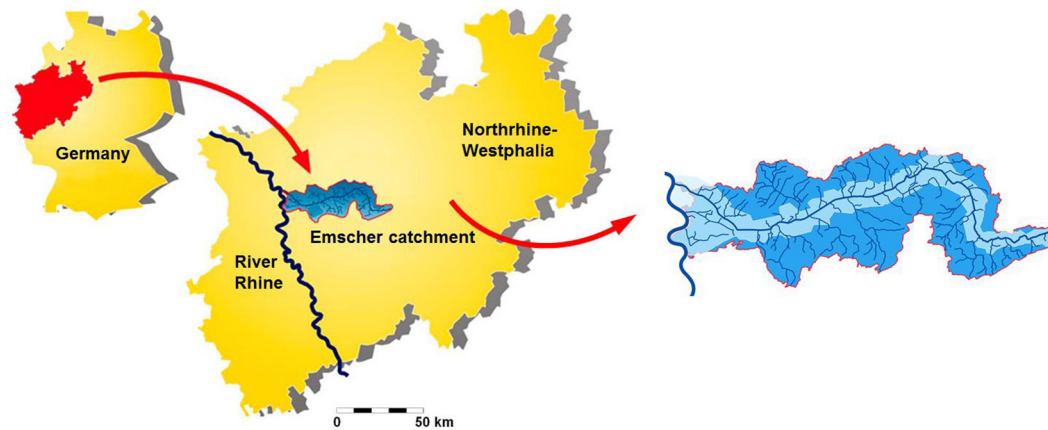 Germany
Northrhine-
Westphalia
Emscher catchment
River
Rhine
0 50 km